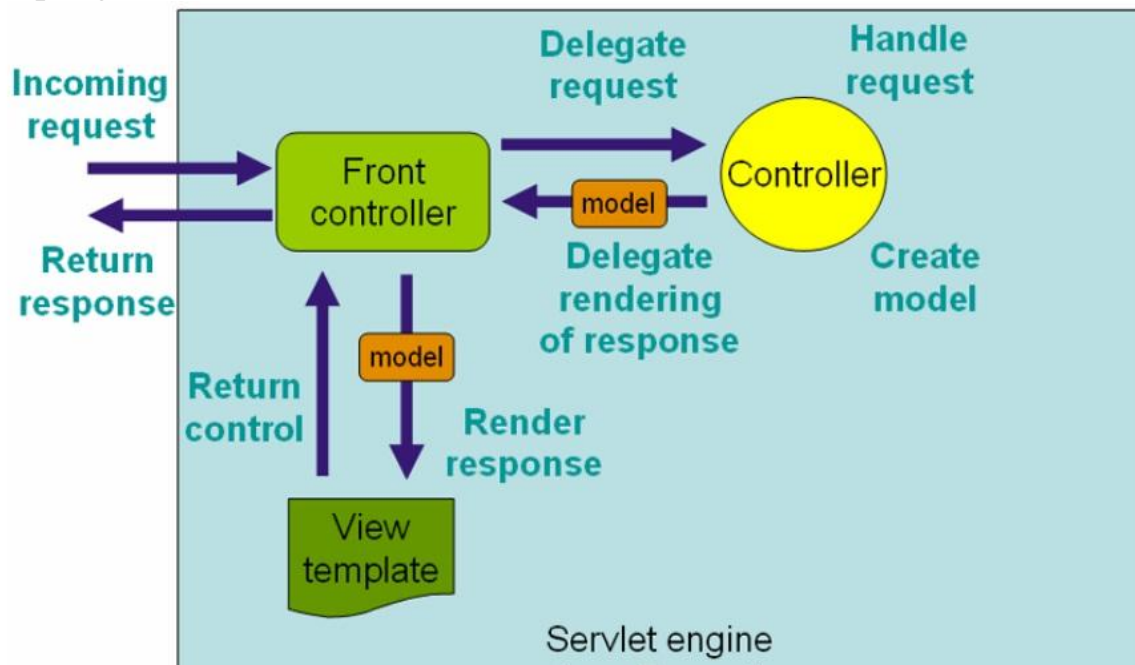 Delegate
request
Handle
request
Incoming
request
Front
controller
Controller
model
Return
response
Delegate
rendering
of response
Create
model
model
Return
control
Render
response
View
template
Servlet engine